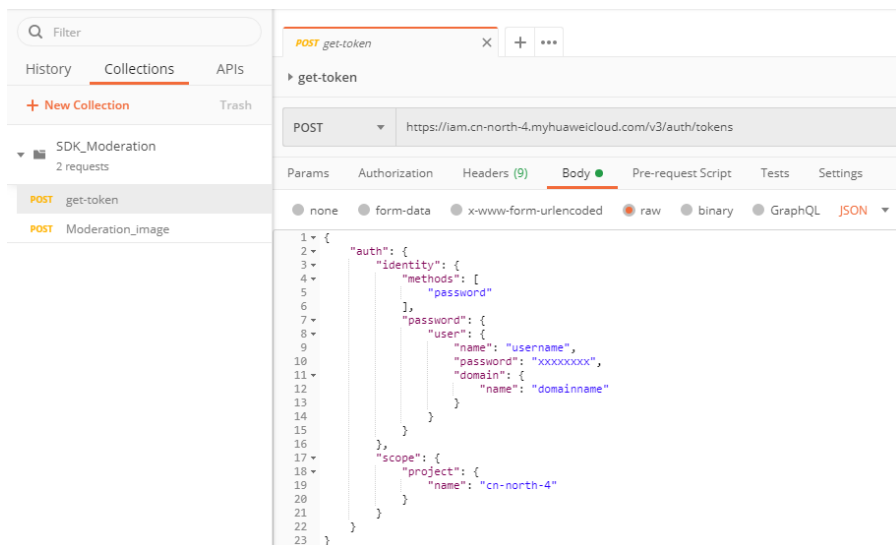 Filter
History Collections APIs
+ New Collection Trash
SDK_Moderation
2 requests
POST get-token
POST Moderation_image
POST get-token
get-token
POST https://iam.cn-north-4.myhuaweicloud.com/v3/auth/tokens
Params Authorization Headers (9) Body Pre-request Script Tests Settings
none form-data x-www-form-urlencoded raw binary GraphQL JSON
1 {
2 "auth": {
3 "identity": {
4 "methods": [
5 "password"
6 ],
7 "password": {
8 "user": {
9 "name": "username",
10 "password": "xxxxxxxx",
11 "domain": {
12 "name": "domainname"
13 }
14 }
15 }
16 },
17 "scope": {
18 "project": {
19 "name": "cn-north-4"
20 }
21 }
22 }
23 }